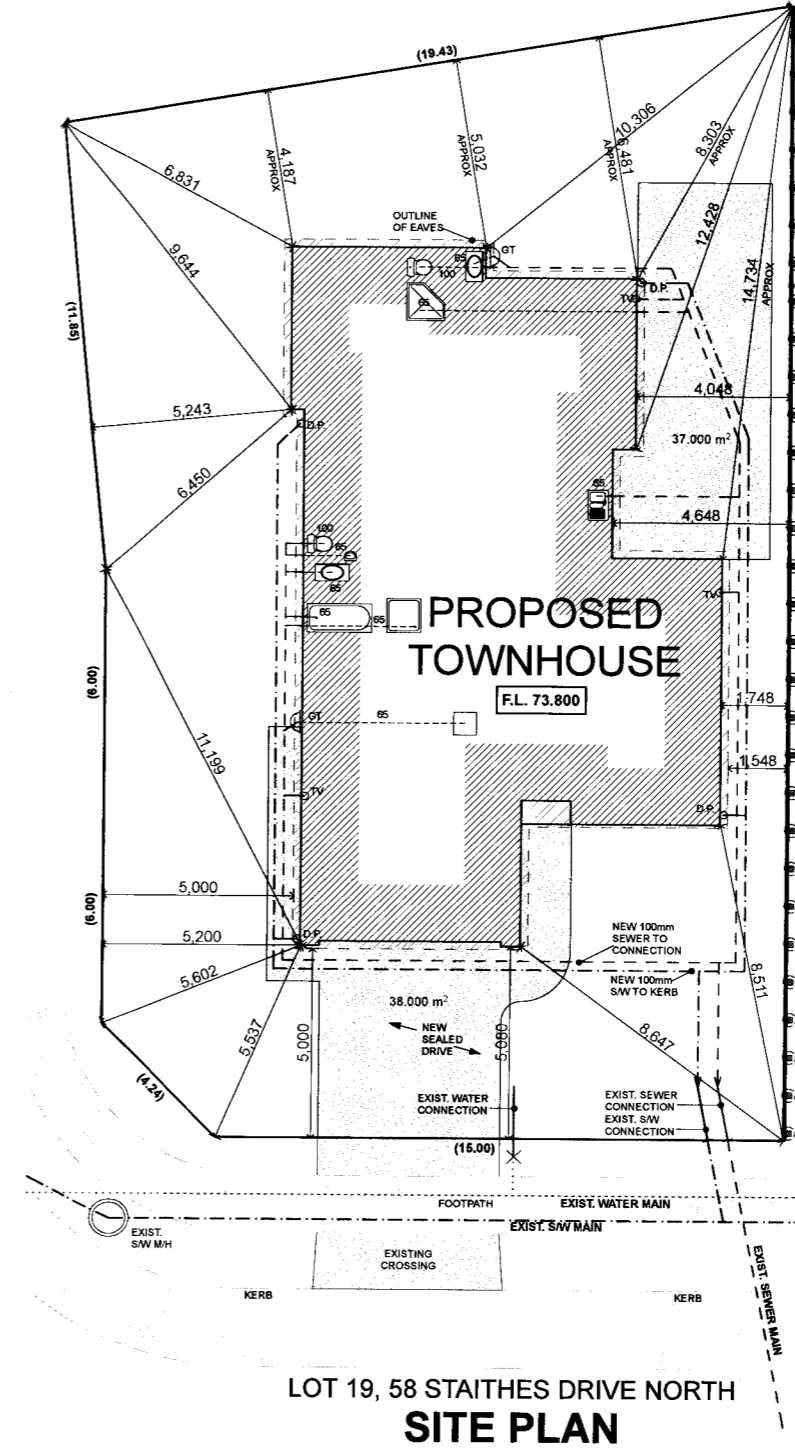 (19.43)
10,306
6,481
APPROX
8,303
APPROX
4,187
APPROX
5,032
APPROX
6,831
12,428
OUTLINE
OF EAVES
9,644
65
GT
100
14,734
APPROX
D.P.
TV
65
(11.85)
4,048
5,243
D.P.
37.000 m²
6,450
65
4,648
100
65
65
TV
65
65
PROPOSED
TOWNHOUSE
(6.00)
F.L. 73.800
1,748
GT
65
11,199
1,548
TV
D.P.
5,000
(6.00)
5,200
D.P.
NEW 100mm
SEWER TO
CONNECTION
5,602
NEW 100mm
S/W TO KERB
8,511
38.000 m²
5,537
5,000
NEW
SEALED
DRIVE
5,080
8,647
(4.24)
EXIST. WATER
CONNECTION
EXIST. SEWER
CONNECTION
EXIST. S/W
CONNECTION
(15.00)
FOOTPATH
EXIST. WATER MAIN
EXIST. S/W MAIN
EXIST.
S/W M/H
EXISTING
CROSSING
KERB
KERB
EXIST. SEWER MAIN
LOT 19, 58 STAITHES DRIVE NORTH
SITE PLAN